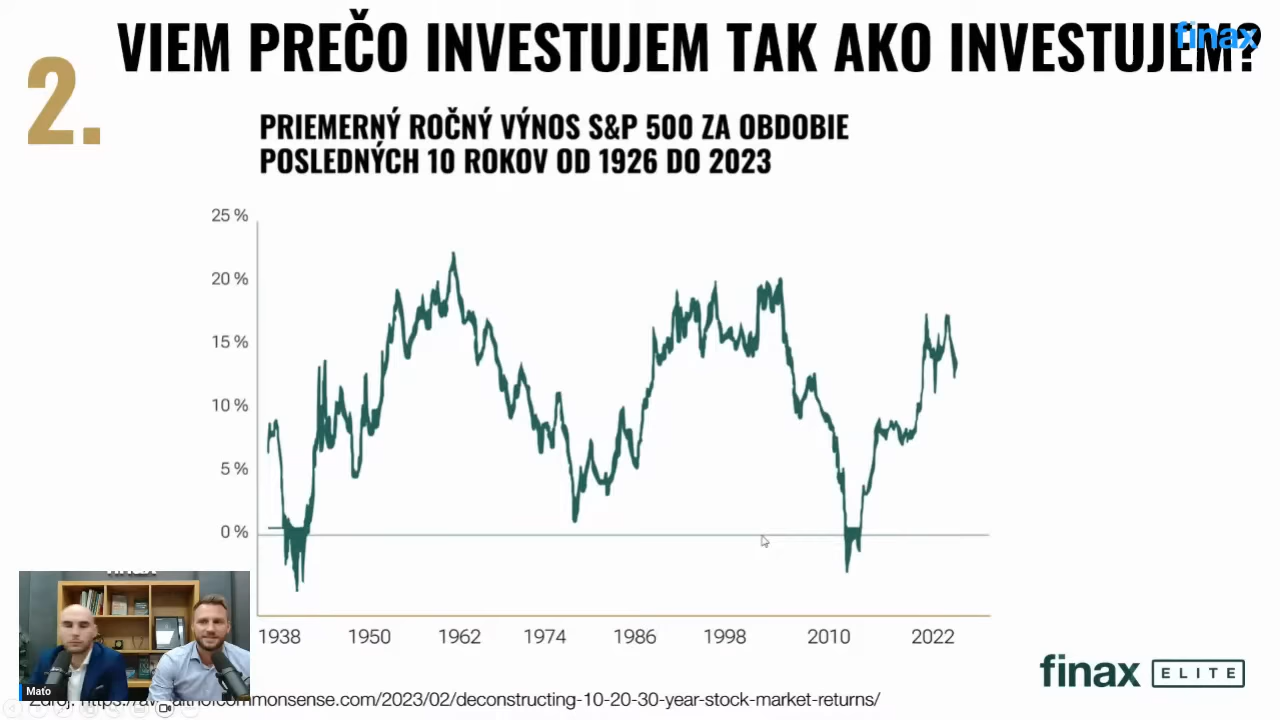 VIEM PREČO INVESTUJEM TAK AKO INVESTUJEM?
finax
2.
PRIEMERNÝ ROČNÝ VÝNOS S&P 500 ZA OBDOBIE
POSLEDNÝCH 10 ROKOV OD 1926 DO 2023
25 %
20 %
15 %
10 %
5 %
0 %
1938 1950 1962 1974 1986 1998 2010 2022
finax ELITE
Maťo
Zdroj: commonsense.com/2023/02/deconstructing-10-20-30-year-stock-market-returns/